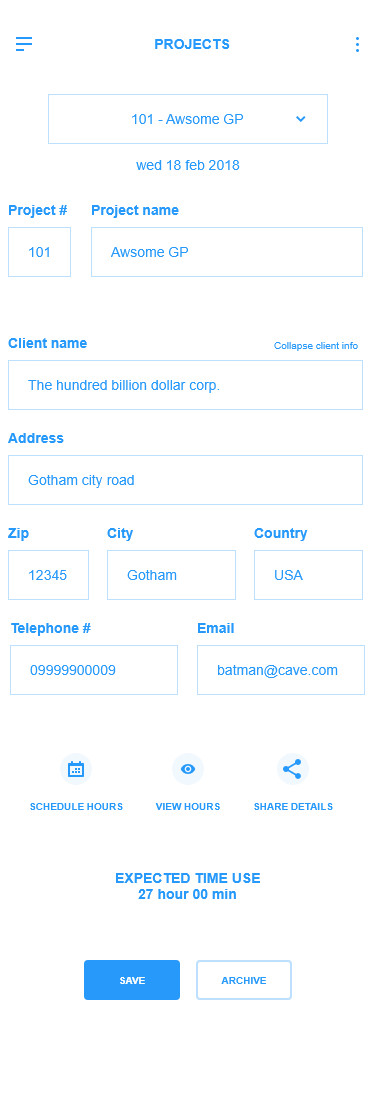 PROJECTS
101 - Awsome GP
wed 18 feb 2018
Project # Project name
101 Awsome GP
Client name Collapse client info
The hundred billion dollar corp.
Address
Gotham city road
Zip City Country
12345 Gotham USA
Telephone # Email
09999900009 batman@cave.com
SCHEDULE HOURS VIEW HOURS SHARE DETAILS
EXPECTED TIME USE
27 hour 00 min
SAVE ARCHIVE